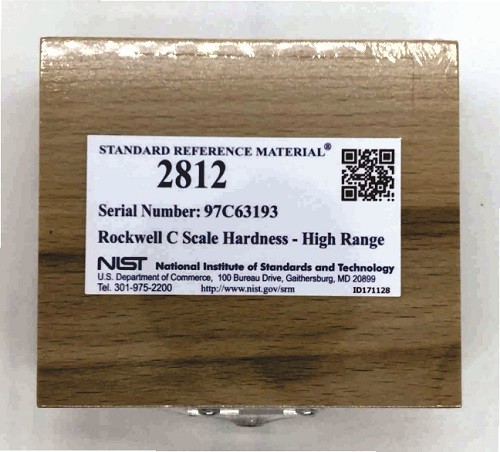 STANDARD REFERENCE MATERIAL®
2812
Serial Number: 97C63193
Rockwell C Scale Hardness - High Range
NIST National Institute of Standards and Technology
U.S. Department of Commerce, 100 Bureau Drive, Gaithersburg, MD 20899
Tel. 301-975-2200 http://www.nist.gov/srm ID171128